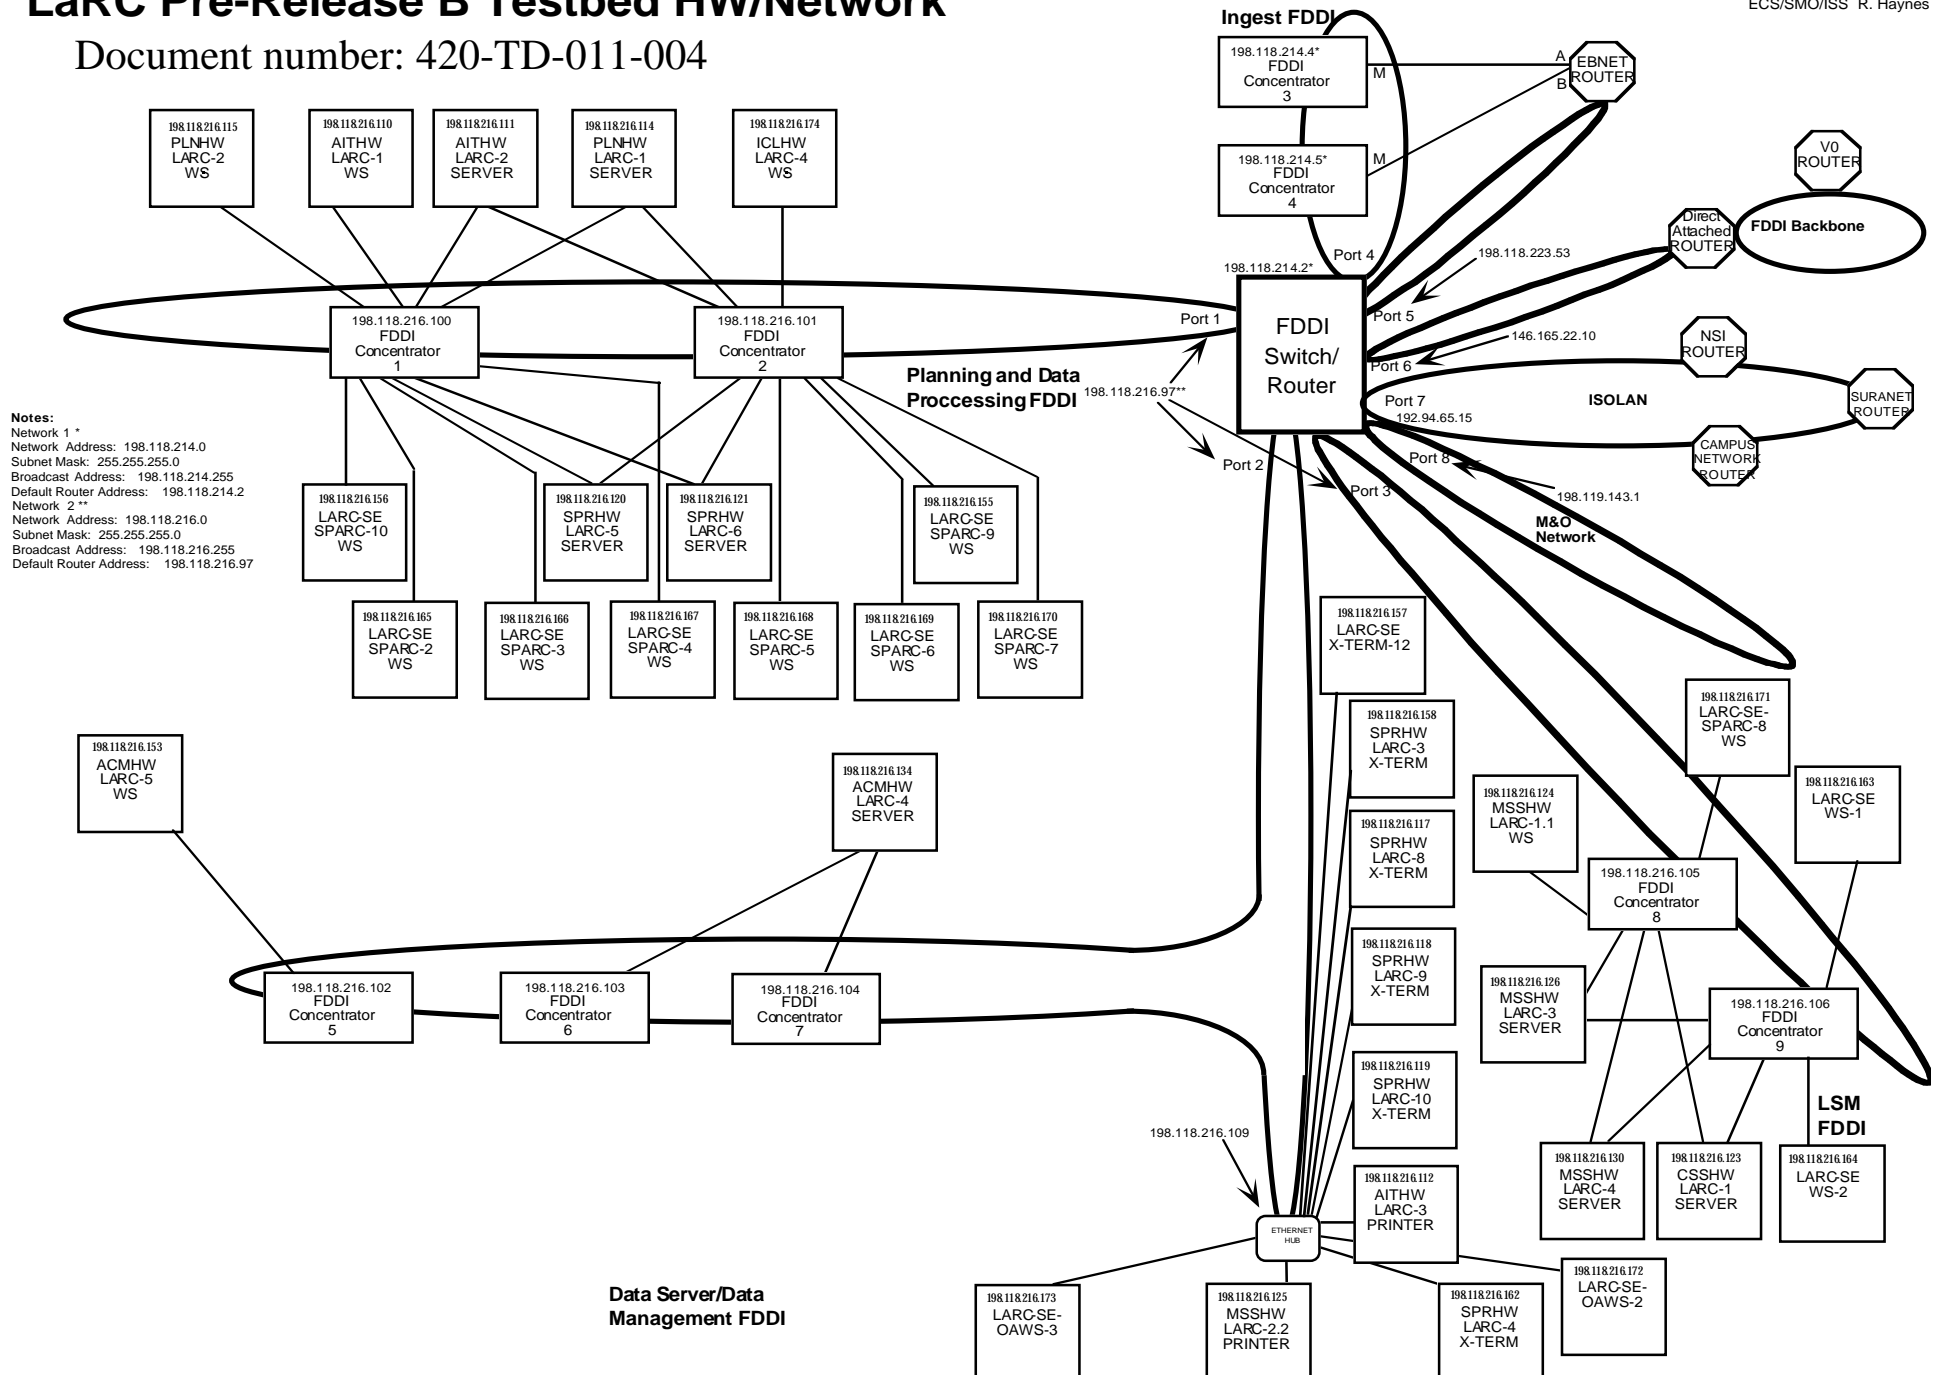 LaRC Pre-Release B Testbed HW/Network
ECS/SMO/ISS R. Haynes
Document number: 420-TD-011-004
Ingest FDDI
198.118.214.4*
FDDI
Concentrator
3
M
A
B
EBNET
ROUTER
198.118.214.5*
FDDI
Concentrator
4
M
V0
ROUTER
Direct
Attached
ROUTER
FDDI Backbone
198.118.216.115
PLNHW
LARC-2
WS
198.118.216.110
AITHW
LARC-1
WS
198.118.216.111
AITHW
LARC-2
SERVER
198.118.216.114
PLNHW
LARC-1
SERVER
198.118.216.174
ICLHW
LARC-4
WS
Port 4
198.118.214.2*
198.118.223.53
198.118.216.100
FDDI
Concentrator
1
198.118.216.101
FDDI
Concentrator
2
Port 1
FDDI
Switch/
Router
Port 5
146.165.22.10
Port 6
NSI
ROUTER
Planning and Data
Proccessing FDDI
198.118.216.97**
Port 7
192.94.65.15
ISOLAN
SURANET
ROUTER
CAMPUS
NETWORK
ROUTER
Port 2
Port 8
Port 3
198.119.143.1
M&O
Network
Notes:
Network 1 *
Network Address: 198.118.214.0
Subnet Mask: 255.255.255.0
Broadcast Address: 198.118.214.255
Default Router Address: 198.118.214.2
Network 2 **
Network Address: 198.118.216.0
Subnet Mask: 255.255.255.0
Broadcast Address: 198.118.216.255
Default Router Address: 198.118.216.97
198.118.216.156
LARC-SE
SPARC-10
WS
198.118.216.120
SPRHW
LARC-5
SERVER
198.118.216.121
SPRHW
LARC-6
SERVER
198.118.216.155
LARC-SE
SPARC-9
WS
198.118.216.165
LARC-SE
SPARC-2
WS
198.118.216.166
LARC-SE
SPARC-3
WS
198.118.216.167
LARC-SE
SPARC-4
WS
198.118.216.168
LARC-SE
SPARC-5
WS
198.118.216.169
LARC-SE
SPARC-6
WS
198.118.216.170
LARC-SE
SPARC-7
WS
198.118.216.157
LARC-SE
X-TERM-12
198.118.216.158
SPRHW
LARC-3
X-TERM
198.118.216.117
SPRHW
LARC-8
X-TERM
198.118.216.118
SPRHW
LARC-9
X-TERM
198.118.216.119
SPRHW
LARC-10
X-TERM
198.118.216.112
AITHW
LARC-3
PRINTER
198.118.216.171
LARC-SE-
SPARC-8
WS
198.118.216.124
MSSHW
LARC-1.1
WS
198.118.216.163
LARC-SE
WS-1
198.118.216.105
FDDI
Concentrator
8
198.118.216.126
MSSHW
LARC-3
SERVER
198.118.216.106
FDDI
Concentrator
9
LSM
FDDI
198.118.216.130
MSSHW
LARC-4
SERVER
198.118.216.123
CSSHW
LARC-1
SERVER
198.118.216.164
LARC-SE
WS-2
198.118.216.153
ACMHW
LARC-5
WS
198.118.216.134
ACMHW
LARC-4
SERVER
198.118.216.102
FDDI
Concentrator
5
198.118.216.103
FDDI
Concentrator
6
198.118.216.104
FDDI
Concentrator
7
198.118.216.109
ETHERNET
HUB
Data Server/Data
Management FDDI
198.118.216.173
LARC-SE-
OAWS-3
198.118.216.125
MSSHW
LARC-2.2
PRINTER
198.118.216.162
SPRHW
LARC-4
X-TERM
198.118.216.172
LARC-SE-
OAWS-2